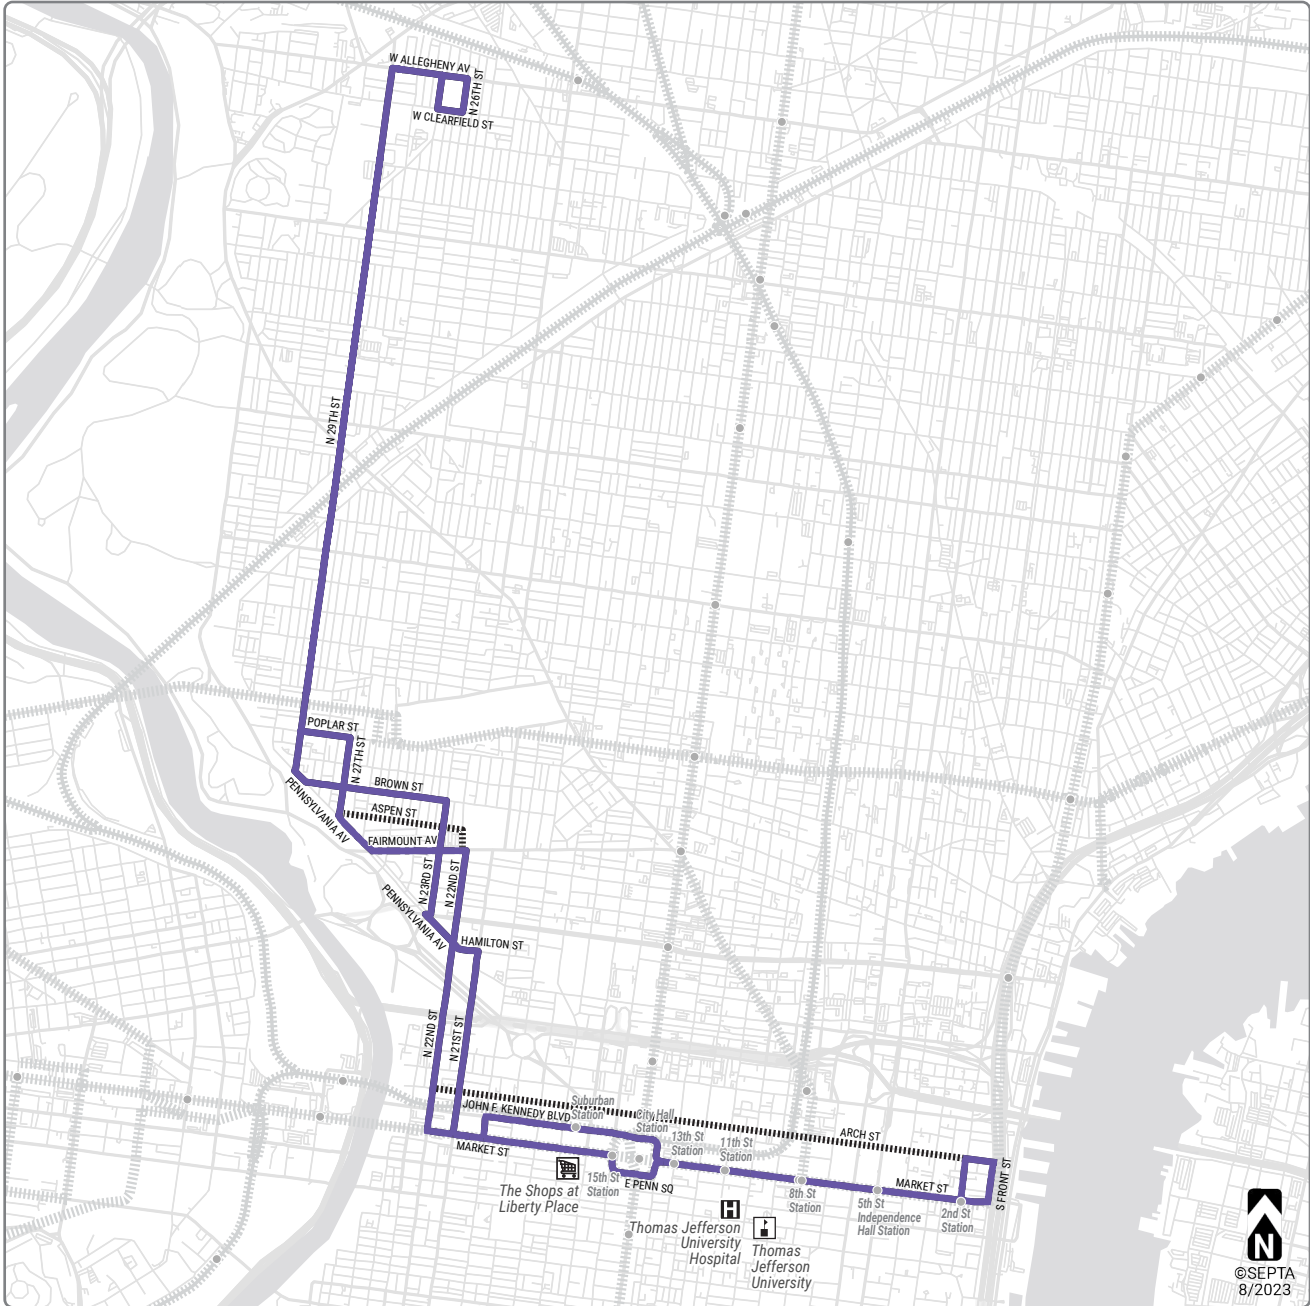 W ALLEGHENY AV
N 26TH ST
W CLEARFIELD ST
N 29TH ST
POPLAR ST
N 27TH ST
BROWN ST
PENNSYLVANIA AV
ASPEN ST
FAIRMOUNT AV
N 23RD ST
N 22ND ST
PENNSYLVANIA AV
HAMILTON ST
N 22ND ST
N 21ST ST
JOHN F. KENNEDY BLVD
Suburban
Station
City Hall
Station
13th St
Station
11th St
Station
ARCH ST
MARKET ST
15th St
Station
E PENN SQ
The Shops at
Liberty Place
8th St
Station
MARKET ST
5th St
Independence
Hall Station
2nd St
Station
S FRONT ST
H
Thomas Jefferson
University
Hospital
Thomas
Jefferson
University
N
©SEPTA
8/2023